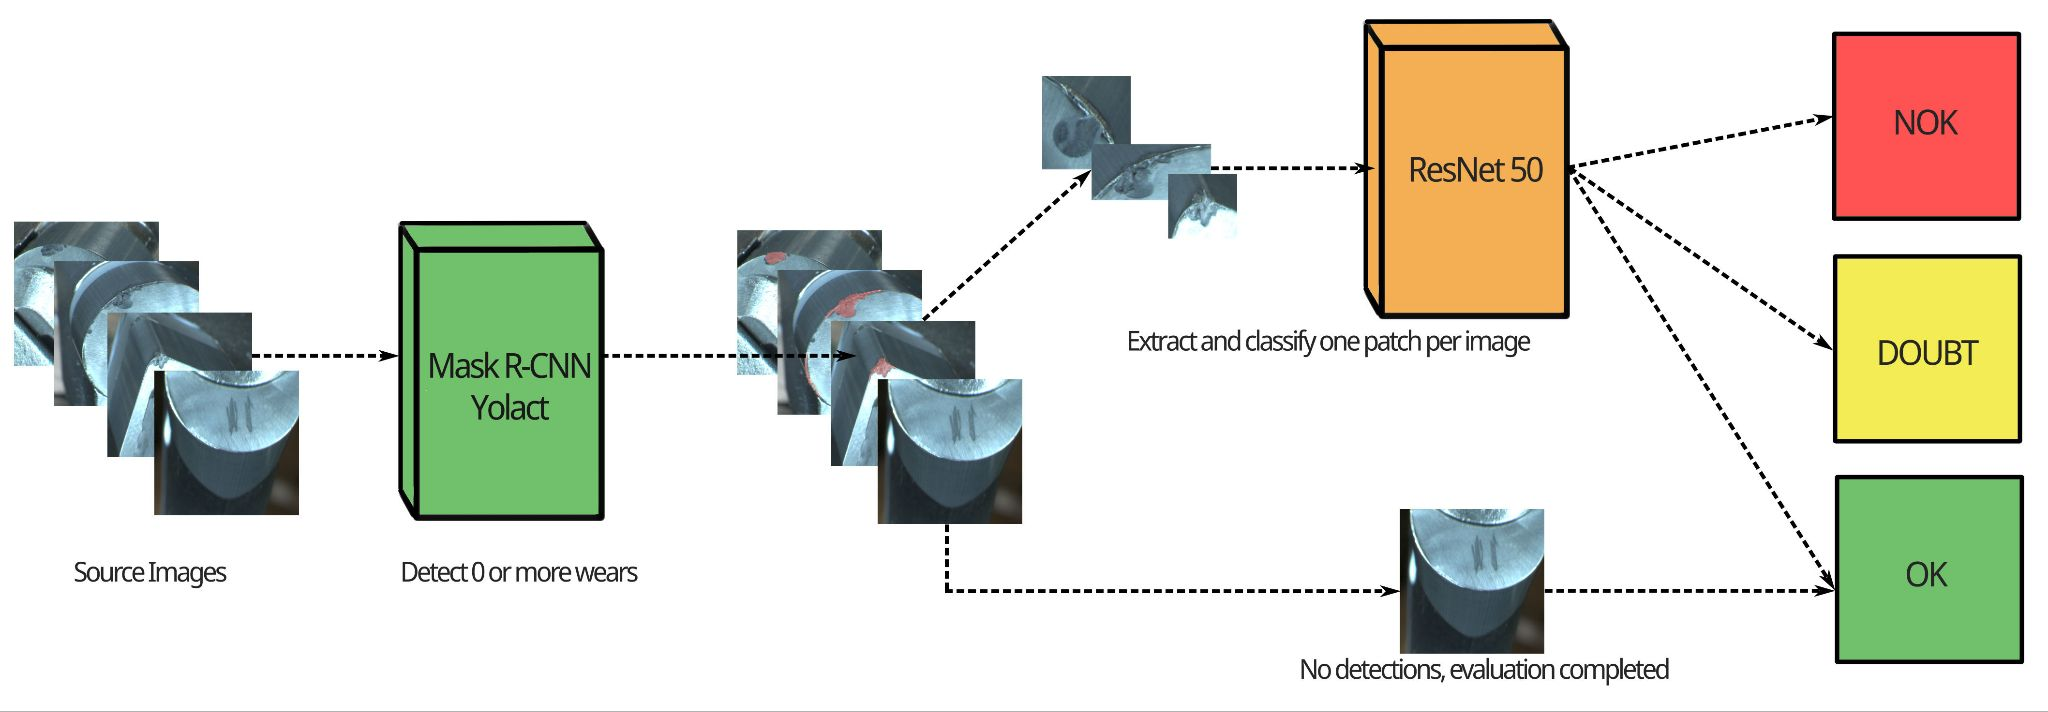 Source Images
Mask R-CNN
Yolact
Detect 0 or more wears
Extract and classify one patch per image
ResNet 50
No detections, evaluation completed
NOK
DOUBT
OK